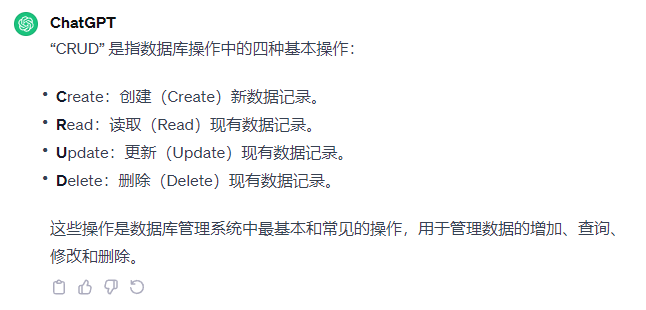 ChatGPT
“CRUD” 是指数据库操作中的四种基本操作：
• Create：创建（Create）新数据记录。
• Read：读取（Read）现有数据记录。
• Update：更新（Update）现有数据记录。
• Delete：删除（Delete）现有数据记录。
这些操作是数据库管理系统中最基本和常见的操作，用于管理数据的增加、查询、
修改和删除。